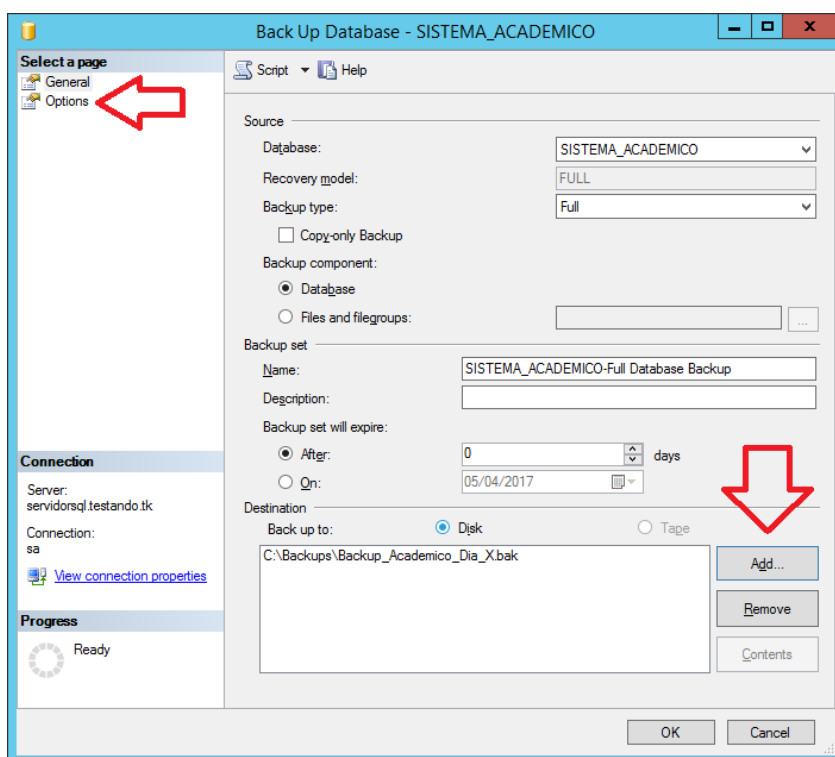 Back Up Database - SISTEMA_ACADEMICO
Select a page
General
Options
Script
Help
Source
Database:
SISTEMA_ACADEMICO
Recovery model:
FULL
Backup type:
Full
Copy-only Backup
Backup component:
Database
Files and filegroups:
...
Backup set
Name:
SISTEMA_ACADEMICO-Full Database Backup
Description:
Backup set will expire:
After:
0
days
On:
05/04/2017
Destination
Back up to:
Disk
Tape
C:\Backups\Backup_Academico_Dia_X.bak
Add...
Remove
Contents
Connection
Server:
servidorsql.testando.tk
Connection:
sa
View connection properties
Progress
Ready
OK
Cancel